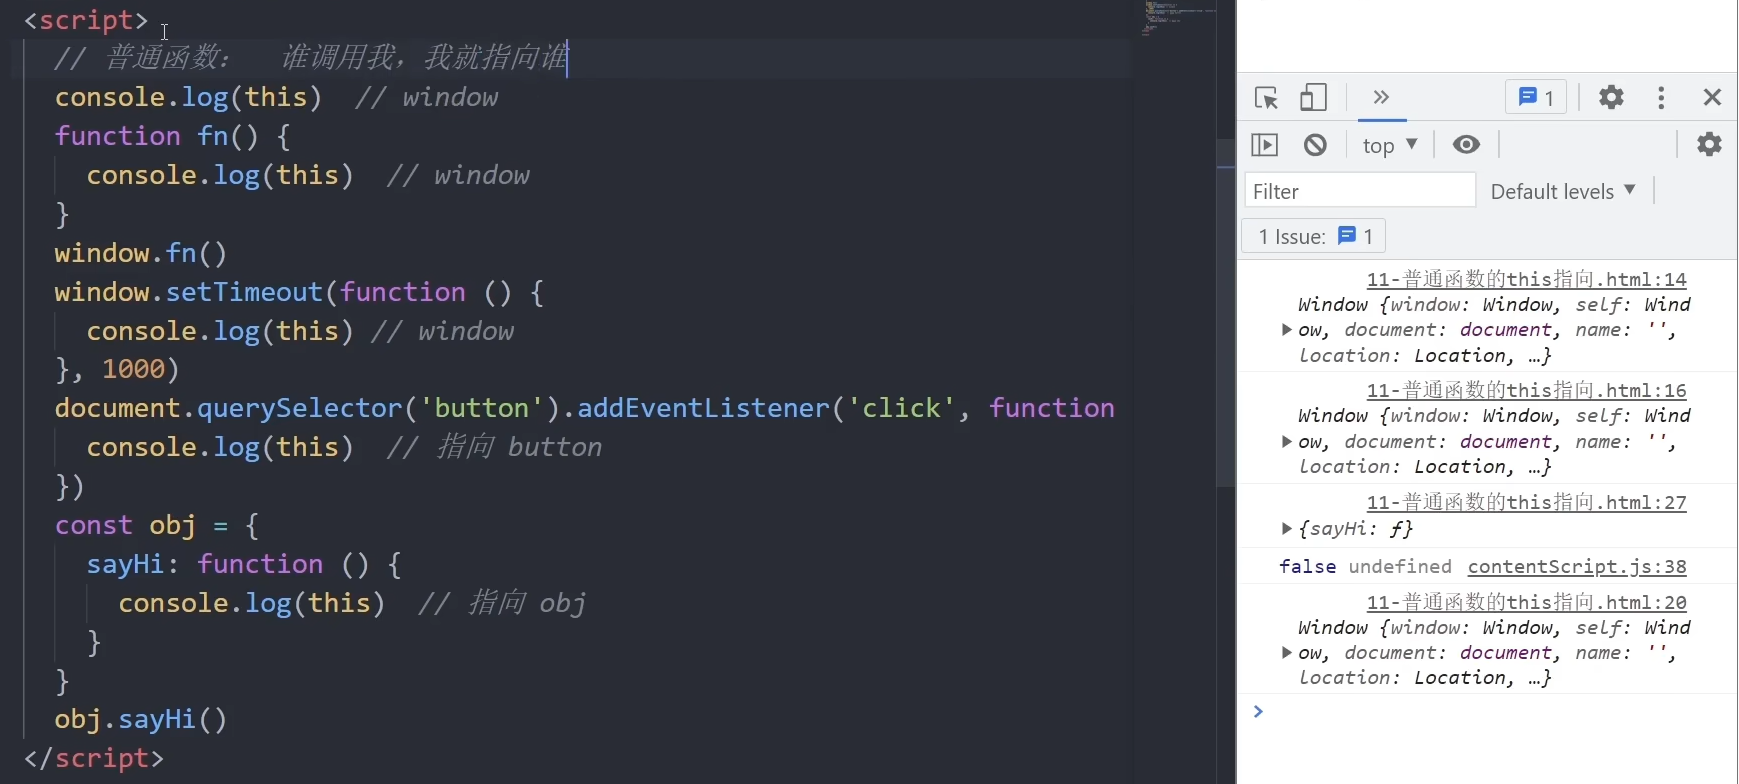 <script>
// 普通函数： 谁调用我，我就指向谁
console.log(this) // window
function fn() {
console.log(this) // window
}
window.fn()
window.setTimeout(function () {
console.log(this) // window
}, 1000)
document.querySelector('button').addEventListener('click', function
console.log(this) // 指向 button
})
const obj = {
sayHi: function () {
console.log(this) // 指向 obj
}
}
obj.sayHi()
</script>
1
top
Filter
Default levels
1 Issue: 1
11-普通函数的this指向.html:14
Window {window: Window, self: Wind
ow, document: document, name: '',
location: Location, …}
11-普通函数的this指向.html:16
Window {window: Window, self: Wind
ow, document: document, name: '',
location: Location, …}
11-普通函数的this指向.html:27
{sayHi: ƒ}
false undefined contentScript.js:38
11-普通函数的this指向.html:20
Window {window: Window, self: Wind
ow, document: document, name: '',
location: Location, …}